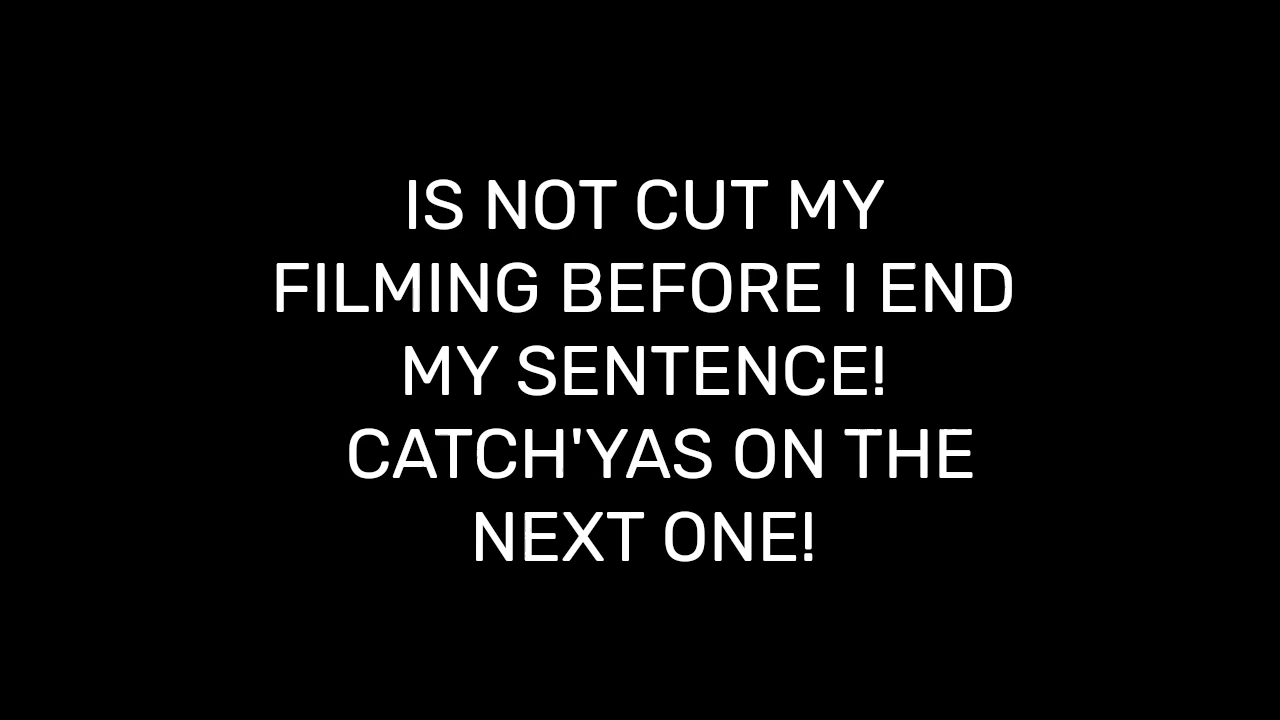 IS NOT CUT MY
FILMING BEFORE I END
MY SENTENCE!
CATCH'YAS ON THE
NEXT ONE!